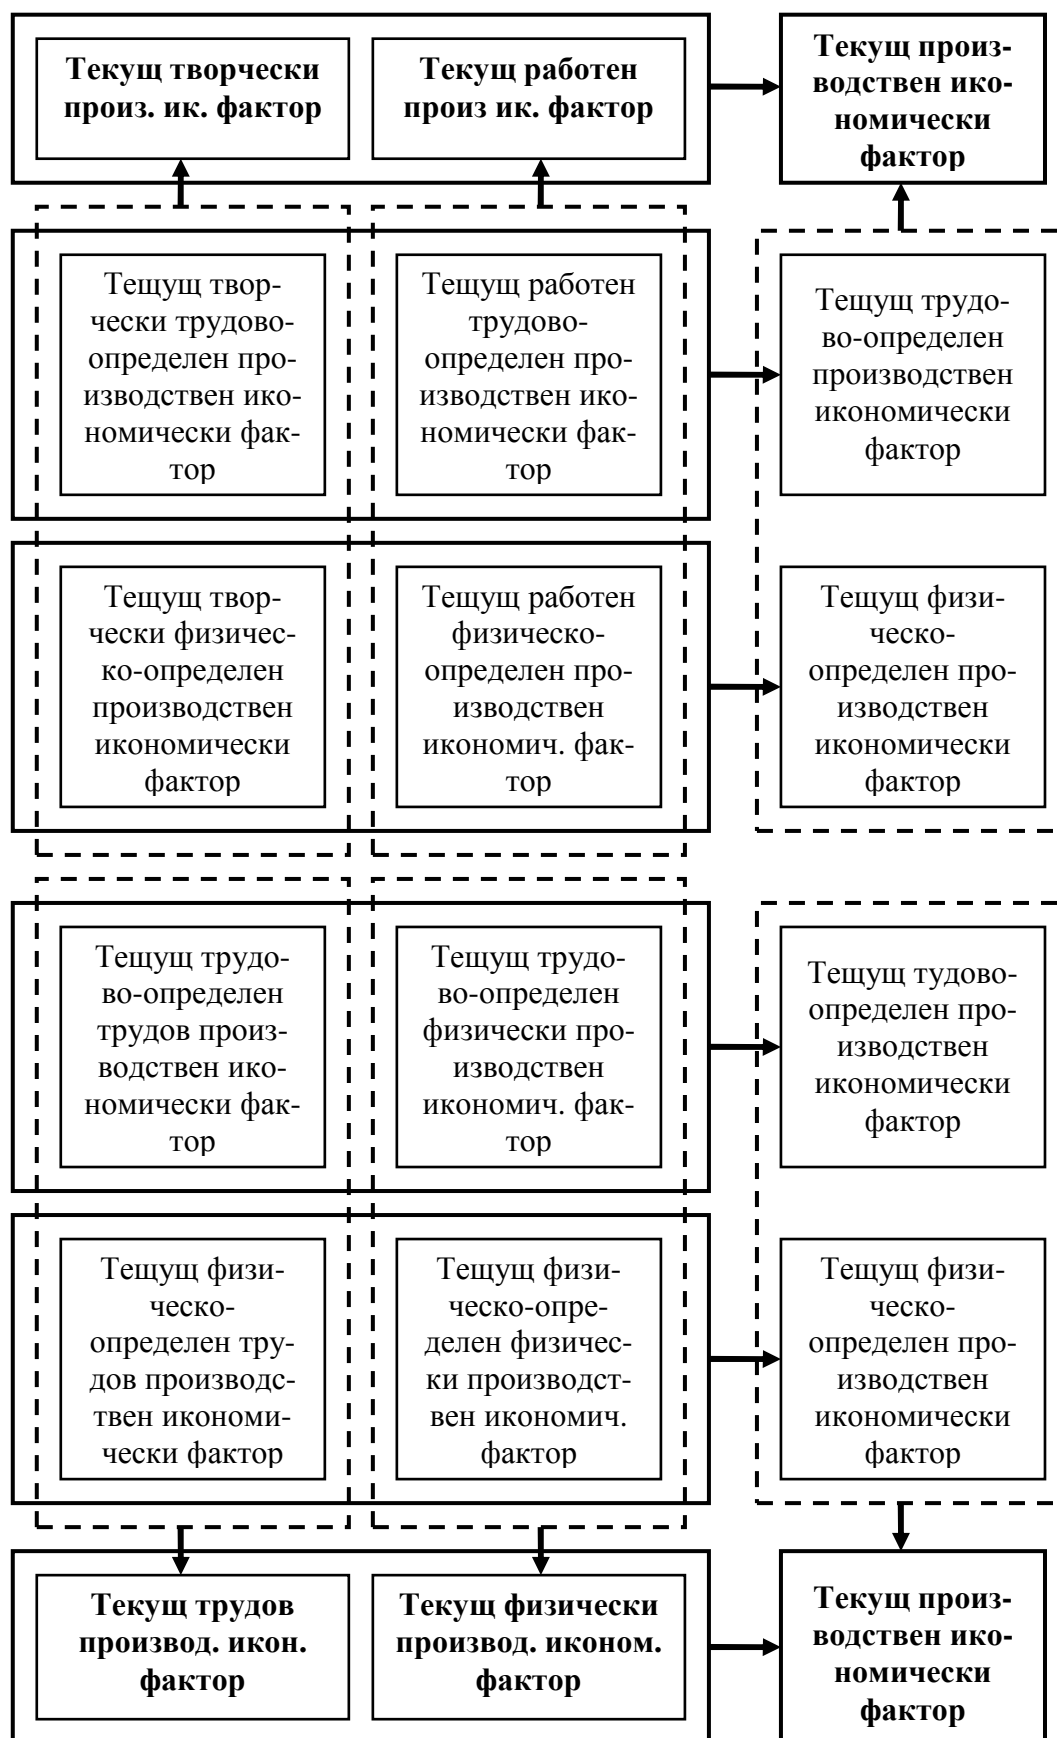 Текущ творчески
произ. ик. фактор
Текущ работен
произ ик. фактор
Текущ произ-
водствен ико-
номически
фактор
Тещущ твор-
чески трудово-
определен про-
изводствен ико-
номически фак-
тор
Тещущ работен
трудово-
определен про-
изводствен ико-
номически фак-
тор
Тещущ трудо-
во-определен
производствен
икономически
фактор
Тещущ твор-
чески физичес-
ко-определен
производствен
икономически
фактор
Тещущ работен
физическо-
определен про-
изводствен
икономич. фак-
тор
Тещущ физи-
ческо-
определен про-
изводствен
икономически
фактор
Тещущ трудо-
во-определен
трудов произ-
водствен ико-
номически фак-
тор
Тещущ трудо-
во-определен
физически про-
изводствен
икономич. фак-
тор
Тещущ тудово-
определен про-
изводствен
икономически
фактор
Тещущ физи-
ческо-
определен тру-
дов производс-
твен икономи-
чески фактор
Тещущ физи-
ческо-опре-
делен физичес-
ки производст-
вен икономич.
фактор
Тещущ физи-
ческо-
определен про-
изводствен
икономически
фактор
Текущ трудов
производ. икон.
фактор
Текущ физически
производ. иконом.
фактор
Текущ произ-
водствен ико-
номически
фактор